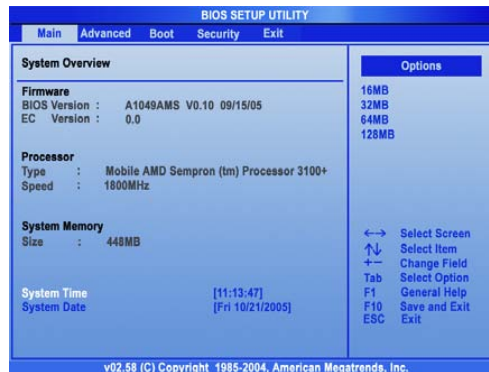 BIOS SETUP UTILITY
Main Advanced Boot Security Exit
System Overview
Firmware
BIOS Version : A1049AMS V0.10 09/15/05
EC Version : 0.0
Processor
Type : Mobile AMD Sempron (tm) Processor 3100+
Speed : 1800MHz
System Memory
Size : 448MB
System Time [11:13:47]
System Date [Fri 10/21/2005]
Options
16MB
32MB
64MB
128MB
←→ Select Screen
↑↓ Select Item
+− Change Field
Tab Select Option
F1 General Help
F10 Save and Exit
ESC Exit
v02.58 (C) Copyright 1985-2004, American Megatrends, Inc.